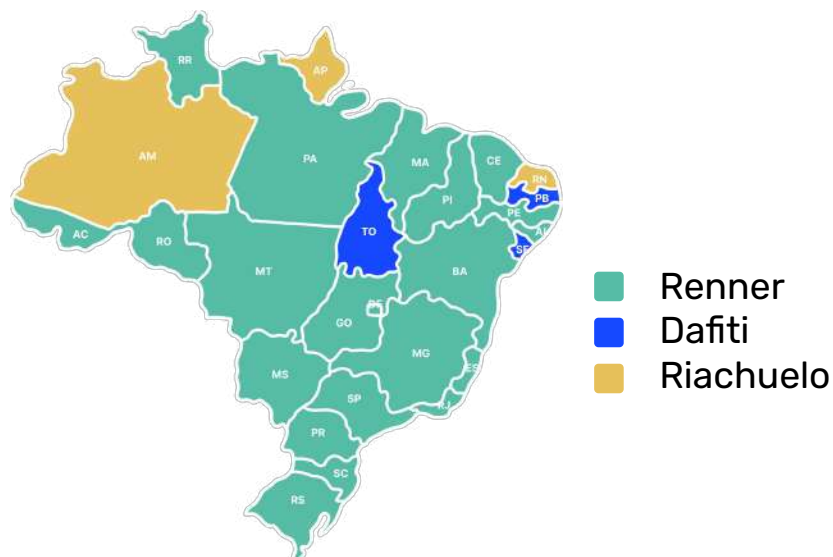 RR
AP
AM
PA
MA
CE
RN
PB
PI
PE
AL
SE
AC
RO
TO
BA
MT
DF
GO
MG
ES
MS
SP
RJ
PR
SC
RS
Renner
Dafiti
Riachuelo